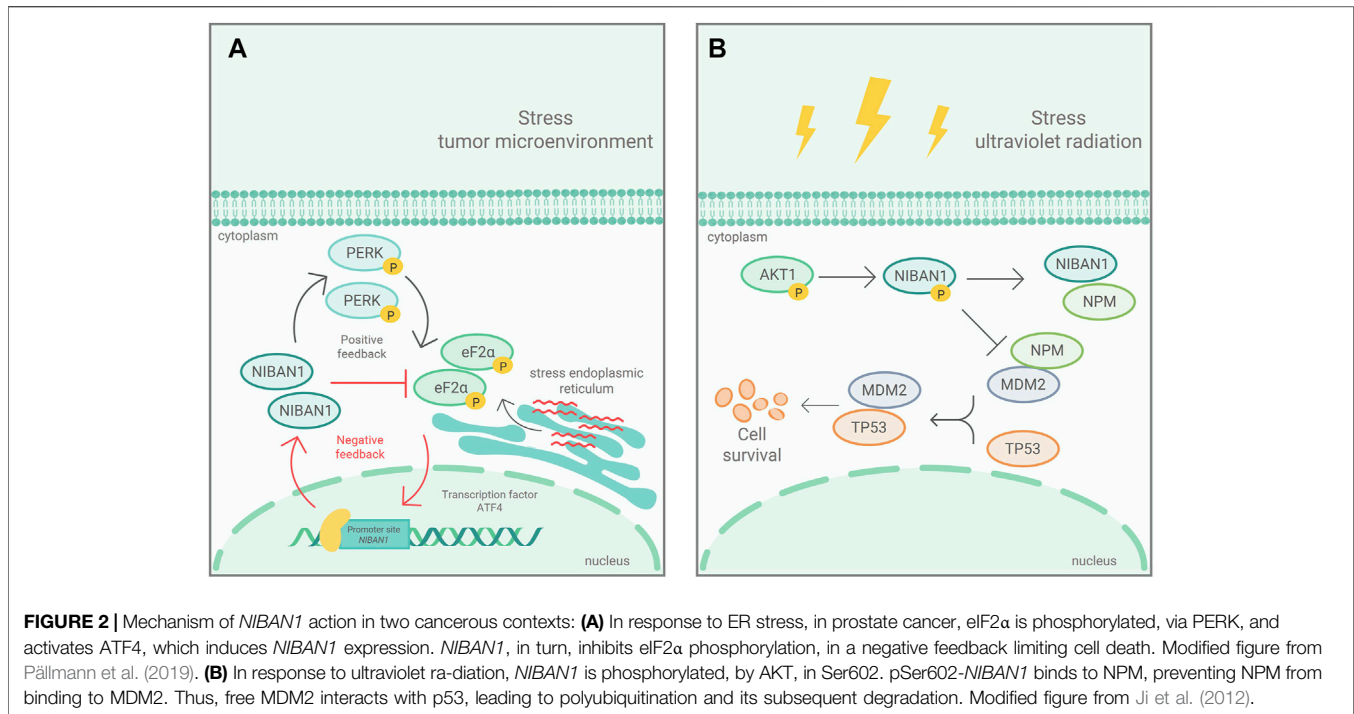 A
Stress
tumor microenvironment
cytoplasm
PERK
P
PERK
P
Positive
feedback
NIBAN1
NIBAN1
eF2α
P
eF2α
P
stress endoplasmic
reticulum
Negative
feedback
Transcription factor
ATF4
Promoter site
NIBAN1
nucleus
B
Stress
ultraviolet radiation
cytoplasm
AKT1
P
NIBAN1
P
NIBAN1
NPM
NPM
MDM2
MDM2
TP53
TP53
Cell
survival
nucleus
FIGURE 2 | Mechanism of NIBAN1 action in two cancerous contexts: (A) In response to ER stress, in prostate cancer, eIF2α is phosphorylated, via PERK, and
activates ATF4, which induces NIBAN1 expression. NIBAN1, in turn, inhibits eIF2α phosphorylation, in a negative feedback limiting cell death. Modified figure from
Pällmann et al. (2019). (B) In response to ultraviolet ra-diation, NIBAN1 is phosphorylated, by AKT, in Ser602. pSer602-NIBAN1 binds to NPM, preventing NPM from
binding to MDM2. Thus, free MDM2 interacts with p53, leading to polyubiquitination and its subsequent degradation. Modified figure from Ji et al. (2012).